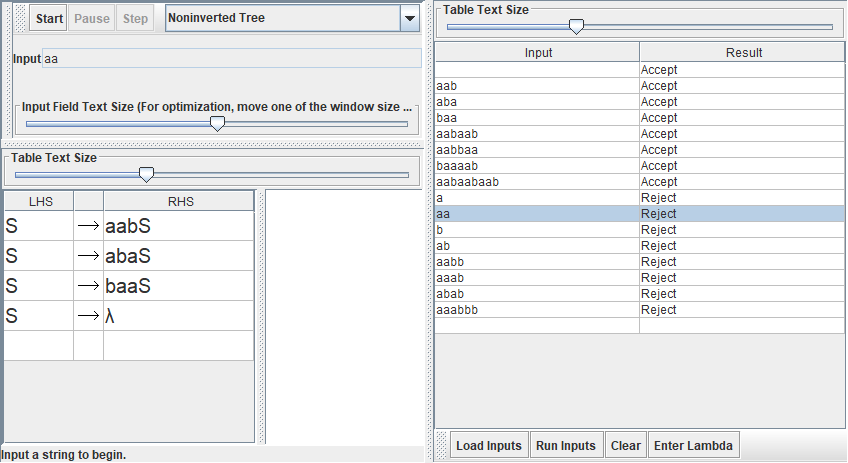 Start Pause Step Noninverted Tree
Input aa
Input Field Text Size (For optimization, move one of the window size ...
Table Text Size
LHS RHS
S → aabS
S → abaS
S → baaS
S → λ
Input a string to begin.
Table Text Size
Input Result
Accept
aab Accept
aba Accept
baa Accept
aabaab Accept
aabbaa Accept
baaaab Accept
aabaabaab Accept
a Reject
aa Reject
b Reject
ab Reject
aabb Reject
aaab Reject
abab Reject
aaabbb Reject
Load Inputs Run Inputs Clear Enter Lambda